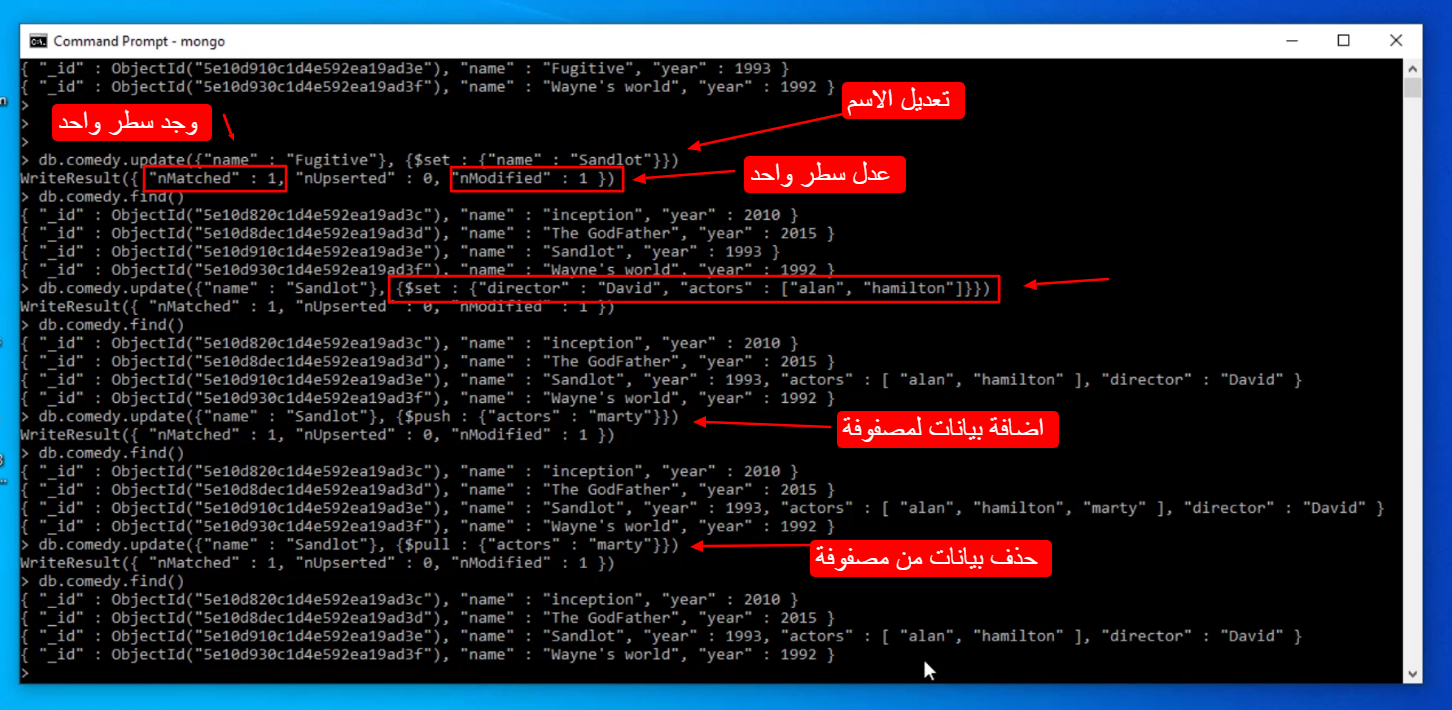 Command Prompt - mongo
{ "_id" : ObjectId("5e10d910c1d4e592ea19ad3e"), "name" : "Fugitive", "year" : 1993 }
{ "_id" : ObjectId("5e10d930c1d4e592ea19ad3f"), "name" : "Wayne's world", "year" : 1992 }
>
تعديل الاسم
>
وجد سطر واحد
>
> db.comedy.update({"name" : "Fugitive"}, {$set : {"name" : "Sandlot"}})
WriteResult({ "nMatched" : 1, "nUpserted" : 0, "nModified" : 1 })
عدل سطر واحد
> db.comedy.find()
{ "_id" : ObjectId("5e10d820c1d4e592ea19ad3c"), "name" : "inception", "year" : 2010 }
{ "_id" : ObjectId("5e10d8dec1d4e592ea19ad3d"), "name" : "The GodFather", "year" : 2015 }
{ "_id" : ObjectId("5e10d910c1d4e592ea19ad3e"), "name" : "Sandlot", "year" : 1993 }
{ "_id" : ObjectId("5e10d930c1d4e592ea19ad3f"), "name" : "Wayne's world", "year" : 1992 }
> db.comedy.update({"name" : "Sandlot"}, {$set : {"director" : "David", "actors" : ["alan", "hamilton"]}})
WriteResult({ "nMatched" : 1, "nUpserted" : 0, "nModified" : 1 })
> db.comedy.find()
{ "_id" : ObjectId("5e10d820c1d4e592ea19ad3c"), "name" : "inception", "year" : 2010 }
{ "_id" : ObjectId("5e10d8dec1d4e592ea19ad3d"), "name" : "The GodFather", "year" : 2015 }
{ "_id" : ObjectId("5e10d910c1d4e592ea19ad3e"), "name" : "Sandlot", "year" : 1993, "actors" : [ "alan", "hamilton" ], "director" : "David" }
{ "_id" : ObjectId("5e10d930c1d4e592ea19ad3f"), "name" : "Wayne's world", "year" : 1992 }
> db.comedy.update({"name" : "Sandlot"}, {$push : {"actors" : "marty"}})
اضافة بيانات لمصفوفة
WriteResult({ "nMatched" : 1, "nUpserted" : 0, "nModified" : 1 })
> db.comedy.find()
{ "_id" : ObjectId("5e10d820c1d4e592ea19ad3c"), "name" : "inception", "year" : 2010 }
{ "_id" : ObjectId("5e10d8dec1d4e592ea19ad3d"), "name" : "The GodFather", "year" : 2015 }
{ "_id" : ObjectId("5e10d910c1d4e592ea19ad3e"), "name" : "Sandlot", "year" : 1993, "actors" : [ "alan", "hamilton", "marty" ], "director" : "David" }
{ "_id" : ObjectId("5e10d930c1d4e592ea19ad3f"), "name" : "Wayne's world", "year" : 1992 }
> db.comedy.update({"name" : "Sandlot"}, {$pull : {"actors" : "marty"}})
حذف بيانات من مصفوفة
WriteResult({ "nMatched" : 1, "nUpserted" : 0, "nModified" : 1 })
> db.comedy.find()
{ "_id" : ObjectId("5e10d820c1d4e592ea19ad3c"), "name" : "inception", "year" : 2010 }
{ "_id" : ObjectId("5e10d8dec1d4e592ea19ad3d"), "name" : "The GodFather", "year" : 2015 }
{ "_id" : ObjectId("5e10d910c1d4e592ea19ad3e"), "name" : "Sandlot", "year" : 1993, "actors" : [ "alan", "hamilton" ], "director" : "David" }
{ "_id" : ObjectId("5e10d930c1d4e592ea19ad3f"), "name" : "Wayne's world", "year" : 1992 }
>